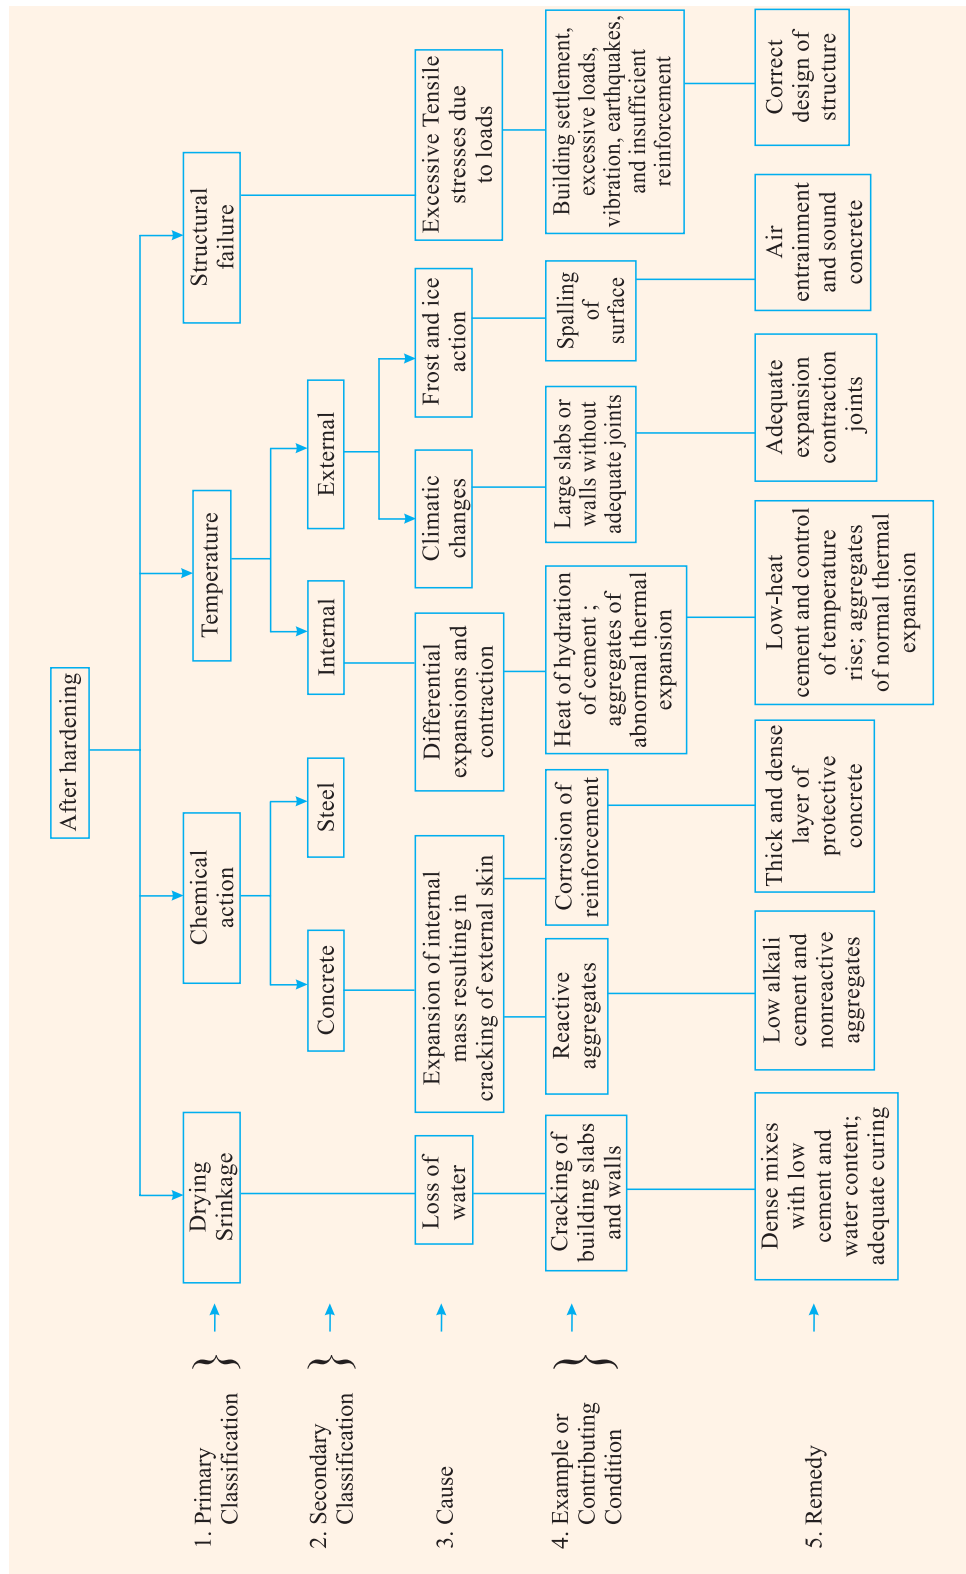 After hardening
1. Primary
Classification
Drying
Srinkage
Chemical
action
Temperature
Structural
failure
2. Secondary
Classification
Concrete
Steel
Internal
External
3. Cause
Loss of
water
Expansion of internal
mass resulting in
cracking of external skin
Differential
expansions and
contraction
Climatic
changes
Frost and ice
action
Excessive Tensile
stresses due
to loads
4. Example or
Contributing
Condition
Cracking of
building slabs
and walls
Reactive
aggregates
Corrosion of
reinforcement
Heat of hydration
of cement ;
aggregates of
abnormal thermal
expansion
Large slabs or
walls without
adequate joints
Spalling
of
surface
Building settlement,
excessive loads,
vibration, earthquakes,
and insufficient
reinforcement
5. Remedy
Dense mixes
with low
cement and
water content;
adequate curing
Low alkali
cement and
nonreactive
aggregates
Thick and dense
layer of
protective
concrete
Low-heat
cement and control
of temperature
rise; aggregates
of normal thermal
expansion
Adequate
expansion
contraction
joints
Air
entrainment
and sound
concrete
Correct
design of
structure